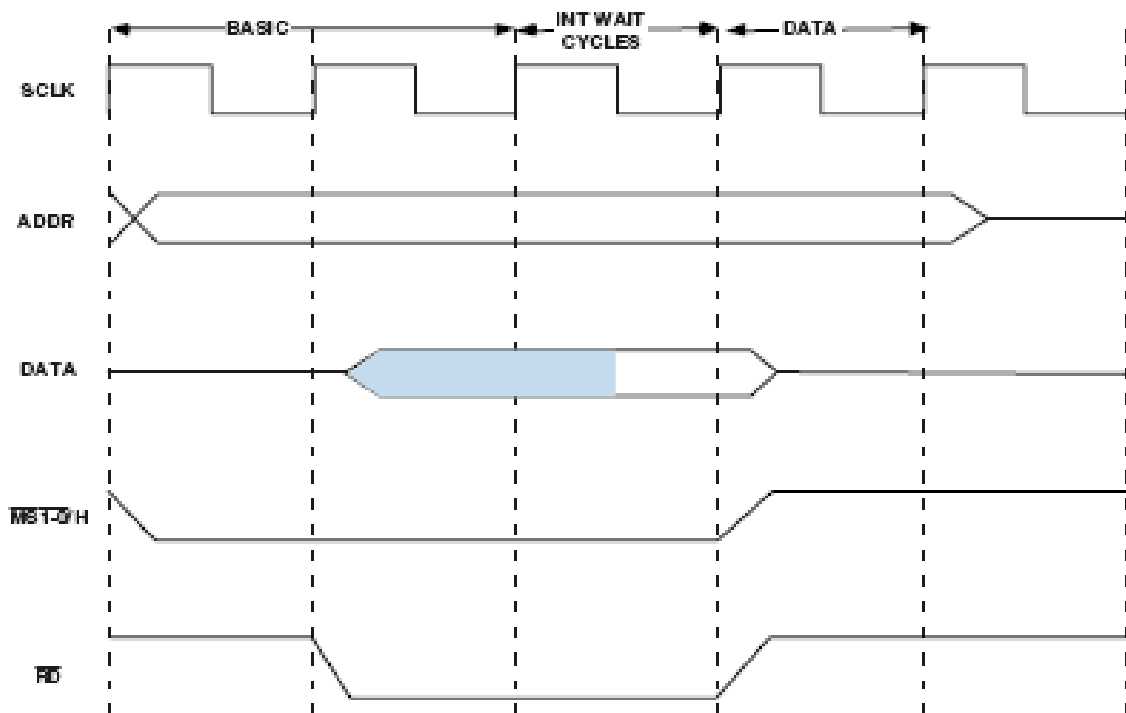 BASIC
INT WAIT
CYCLES
DATA
SCLK
ADDR
DATA
RD